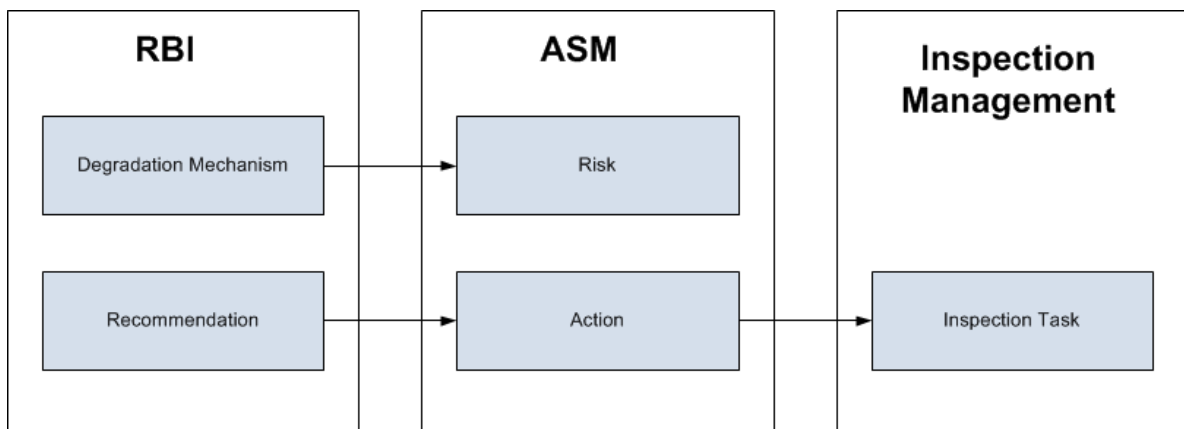 RBI
Degradation Mechanism
Recommendation
ASM
Risk
Action
Inspection
Management
Inspection Task